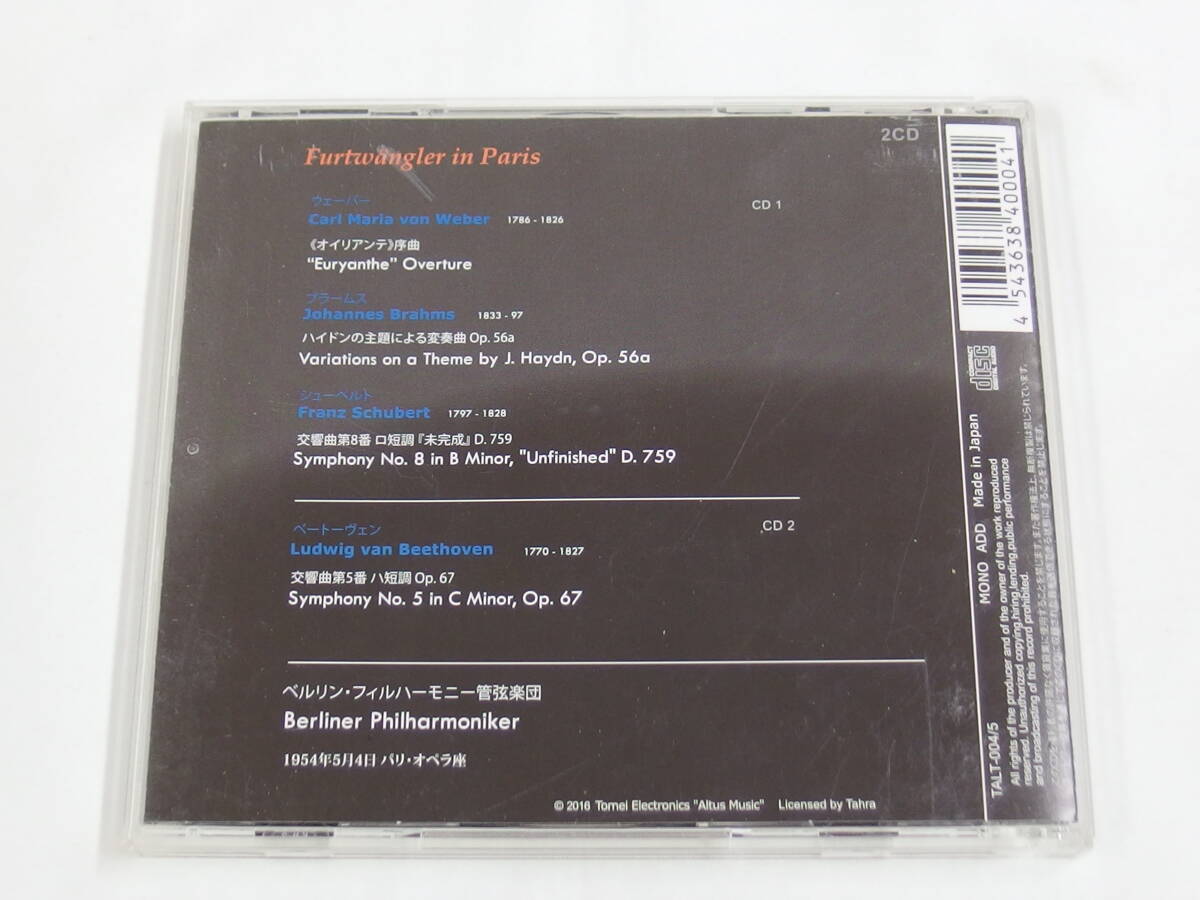 2CD
Furtwängler in Paris
CD 1
ウェーバー
Carl Maria von Weber 1786 - 1826
《オイリアンテ》序曲
"Euryanthe" Overture
ブラームス
Johannes Brahms 1833 - 97
ハイドンの主題による変奏曲 Op. 56a
Variations on a Theme by J. Haydn, Op. 56a
シューベルト
Franz Schubert 1797 - 1828
交響曲第8番 ロ短調『未完成』D. 759
Symphony No. 8 in B Minor, "Unfinished" D. 759
CD 2
ベートーヴェン
Ludwig van Beethoven 1770 - 1827
交響曲第5番 ハ短調 Op. 67
Symphony No. 5 in C Minor, Op. 67
ベルリン・フィルハーモニー管弦楽団
Berliner Philharmoniker
1954年5月4日 パリ・オペラ座
© 2016 Tomei Electronics "Altus Music" Licensed by Tahra
4 543638 400041
COMPACT
disc
DIGITAL AUDIO
MONO ADD Made in Japan
TALT-004/5
All rights of the producer and of the owner of the work reproduced
reserved. Unauthorized copying,hiring,lending,public performance
and broadcasting of this record prohibited.